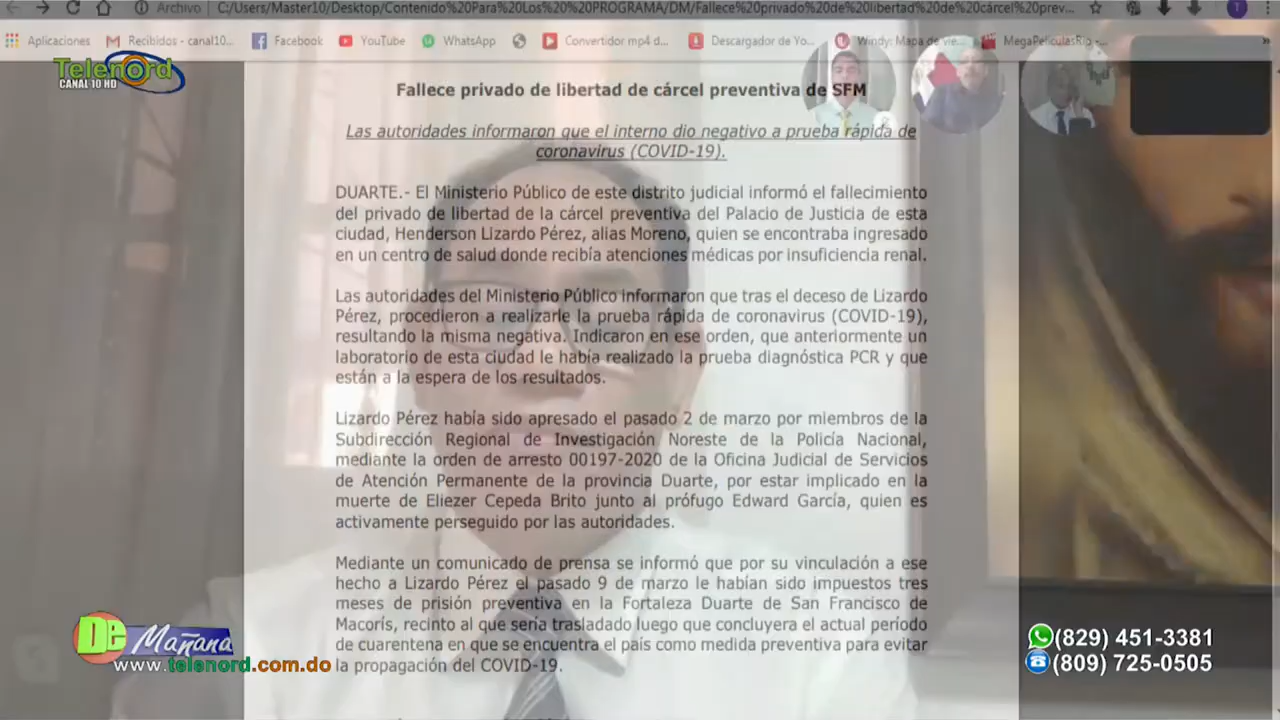 Archivo
C:/Users/Master10/Desktop/Contenido%20Para%20Los%20%20PROGRAMA/DM/Fallece%20privado%20de%20libertad%20de%20cárcel%20prev...
Aplicaciones
Recibidos - canal10...
Facebook
YouTube
WhatsApp
Convertidor mp4 d...
Descargador de Yo...
Windy: Mapa de vie...
MegaPeliculasRio -...
Telenord
CANAL 10 HD
Fallece privado de libertad de cárcel preventiva de SFM
Las autoridades informaron que el interno dio negativo a prueba rápida de
coronavirus (COVID-19).
DUARTE.- El Ministerio Público de este distrito judicial informó el fallecimiento
del privado de libertad de la cárcel preventiva del Palacio de Justicia de esta
ciudad, Henderson Lizardo Pérez, alias Moreno, quien se encontraba ingresado
en un centro de salud donde recibía atenciones médicas por insuficiencia renal.
Las autoridades del Ministerio Público informaron que tras el deceso de Lizardo
Pérez, procedieron a realizarle la prueba rápida de coronavirus (COVID-19),
resultando la misma negativa. Indicaron en ese orden, que anteriormente un
laboratorio de esta ciudad le había realizado la prueba diagnóstica PCR y que
están a la espera de los resultados.
Lizardo Pérez había sido apresado el pasado 2 de marzo por miembros de la
Subdirección Regional de Investigación Noreste de la Policía Nacional,
mediante la orden de arresto 00197-2020 de la Oficina Judicial de Servicios
de Atención Permanente de la provincia Duarte, por estar implicado en la
muerte de Eliezer Cepeda Brito junto al prófugo Edward García, quien es
activamente perseguido por las autoridades.
Mediante un comunicado de prensa se informó que por su vinculación a ese
hecho a Lizardo Pérez el pasado 9 de marzo le habían sido impuestos tres
meses de prisión preventiva en la Fortaleza Duarte de San Francisco de
Macorís, recinto al que sería trasladado luego que concluyera el actual período
de cuarentena en que se encuentra el país como medida preventiva para evitar
la propagación del COVID-19.
De Mañana
www.telenord.com.do
(829) 451-3381
(809) 725-0505